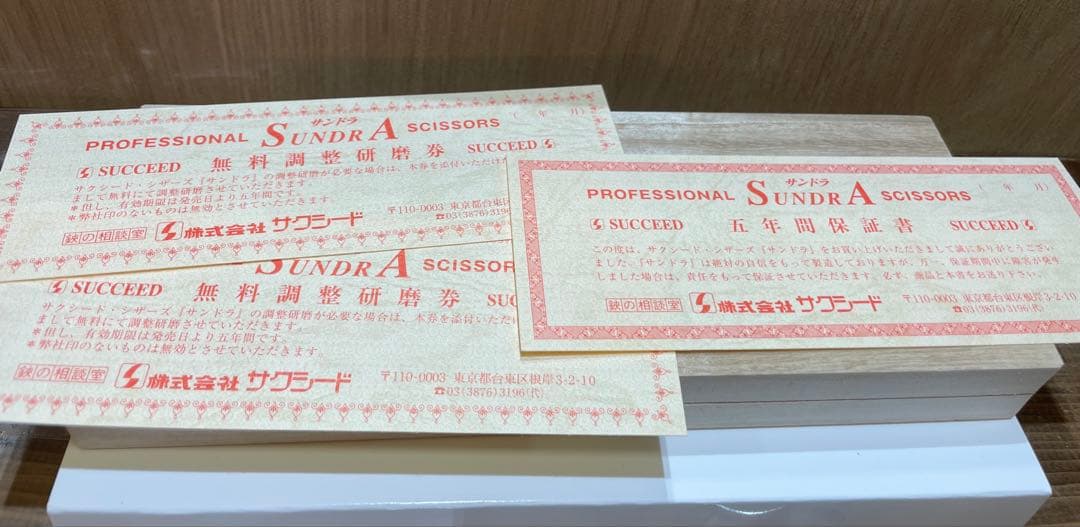 サンドラ
PROFESSIONAL SUNDRA SCISSORS
( 年 月)
SUCCEED 無料調整研磨券 SUCCEED
サクシード・シザーズ『サンドラ』の調整研磨が必要な場合は、本券を添付いただけ
まして無料にて調整研磨させていただきます。
*但し、有効期限は発売日より五年間です。
*弊社印のないものは無効とさせていただきます。
鋏の相談室 株式会社 サクシード
〒110-0003 東京都台東区
☎03(3876)3196
SUNDRA SCISSOR
SUCCEED 無料調整研磨券 SUC
サクシード・シザーズ『サンドラ』の調整研磨が必要な場合は、本券を添付いただ
まして無料にて調整研磨させていただきます。
*但し、有効期限は発売日より五年間です。
*弊社印のないものは無効とさせていただきます。
鋏の相談室 株式会社 サクシード
〒110-0003 東京都台東区根岸3-2-10
☎03(3876)3196(代)
サンドラ
PROFESSIONAL SUNDRA SCISSORS
( 年 月)
SUCCEED 五年間保証書 SUCCEED
この度は、サクシード・シザーズ『サンドラ』をお買い上げいただきまして誠にありがとうござい
ました。『サンドラ』は絶対の自信をもって製造しておりますが、万一、保証期間中に障害が発生
しました場合は、責任をもって保証させていただきます。必ず、商品と本書をお送り下さい。
鋏の相談室 株式会社 サクシード
〒110-0003 東京都台東区根岸3-2-10
☎03(3876)3196(代)